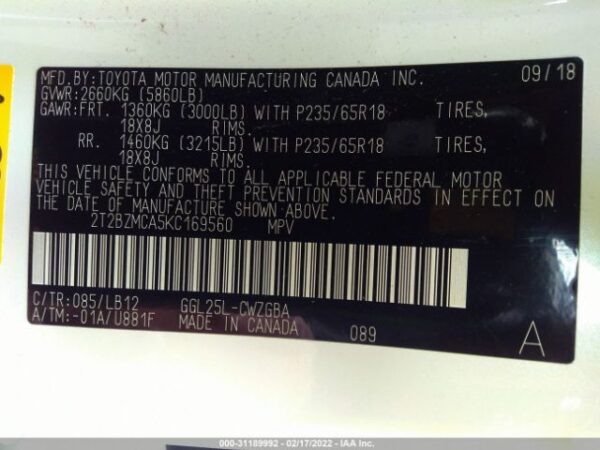 MFD.BY:TOYOTA MOTOR MANUFACTURING CANADA INC. 09/18
GVWR:2660KG (5860LB)
GAWR:FRT. 1360KG (3000LB) WITH P235/65R18 TIRES,
18X8J RIMS.
RR. 1460KG (3215LB) WITH P235/65R18 TIRES,
18X8J RIMS.
THIS VEHICLE CONFORMS TO ALL APPLICABLE FEDERAL MOTOR
VEHICLE SAFETY AND THEFT PREVENTION STANDARDS IN EFFECT ON
THE DATE OF MANUFACTURE SHOWN ABOVE.
2T2BZMCA5KC169560 MPV
C/TR:085/LB12 GGL25L-CWZGBA
A/TM:-01A/U881F MADE IN CANADA 089 A
000-31189992 - 02/17/2022 - IAA Inc.